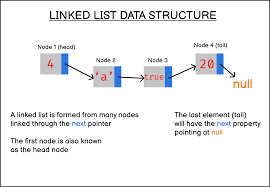 LINKED LIST DATA STRUCTURE
Node 1 (head)
Node 2
Node 3
Node 4 (tail)
4
'a'
true
20
null
A linked list is formed from many nodes
linked through the next pointer
The first node is also known
as the head node
The last element (tail)
will have the next property
pointing at null